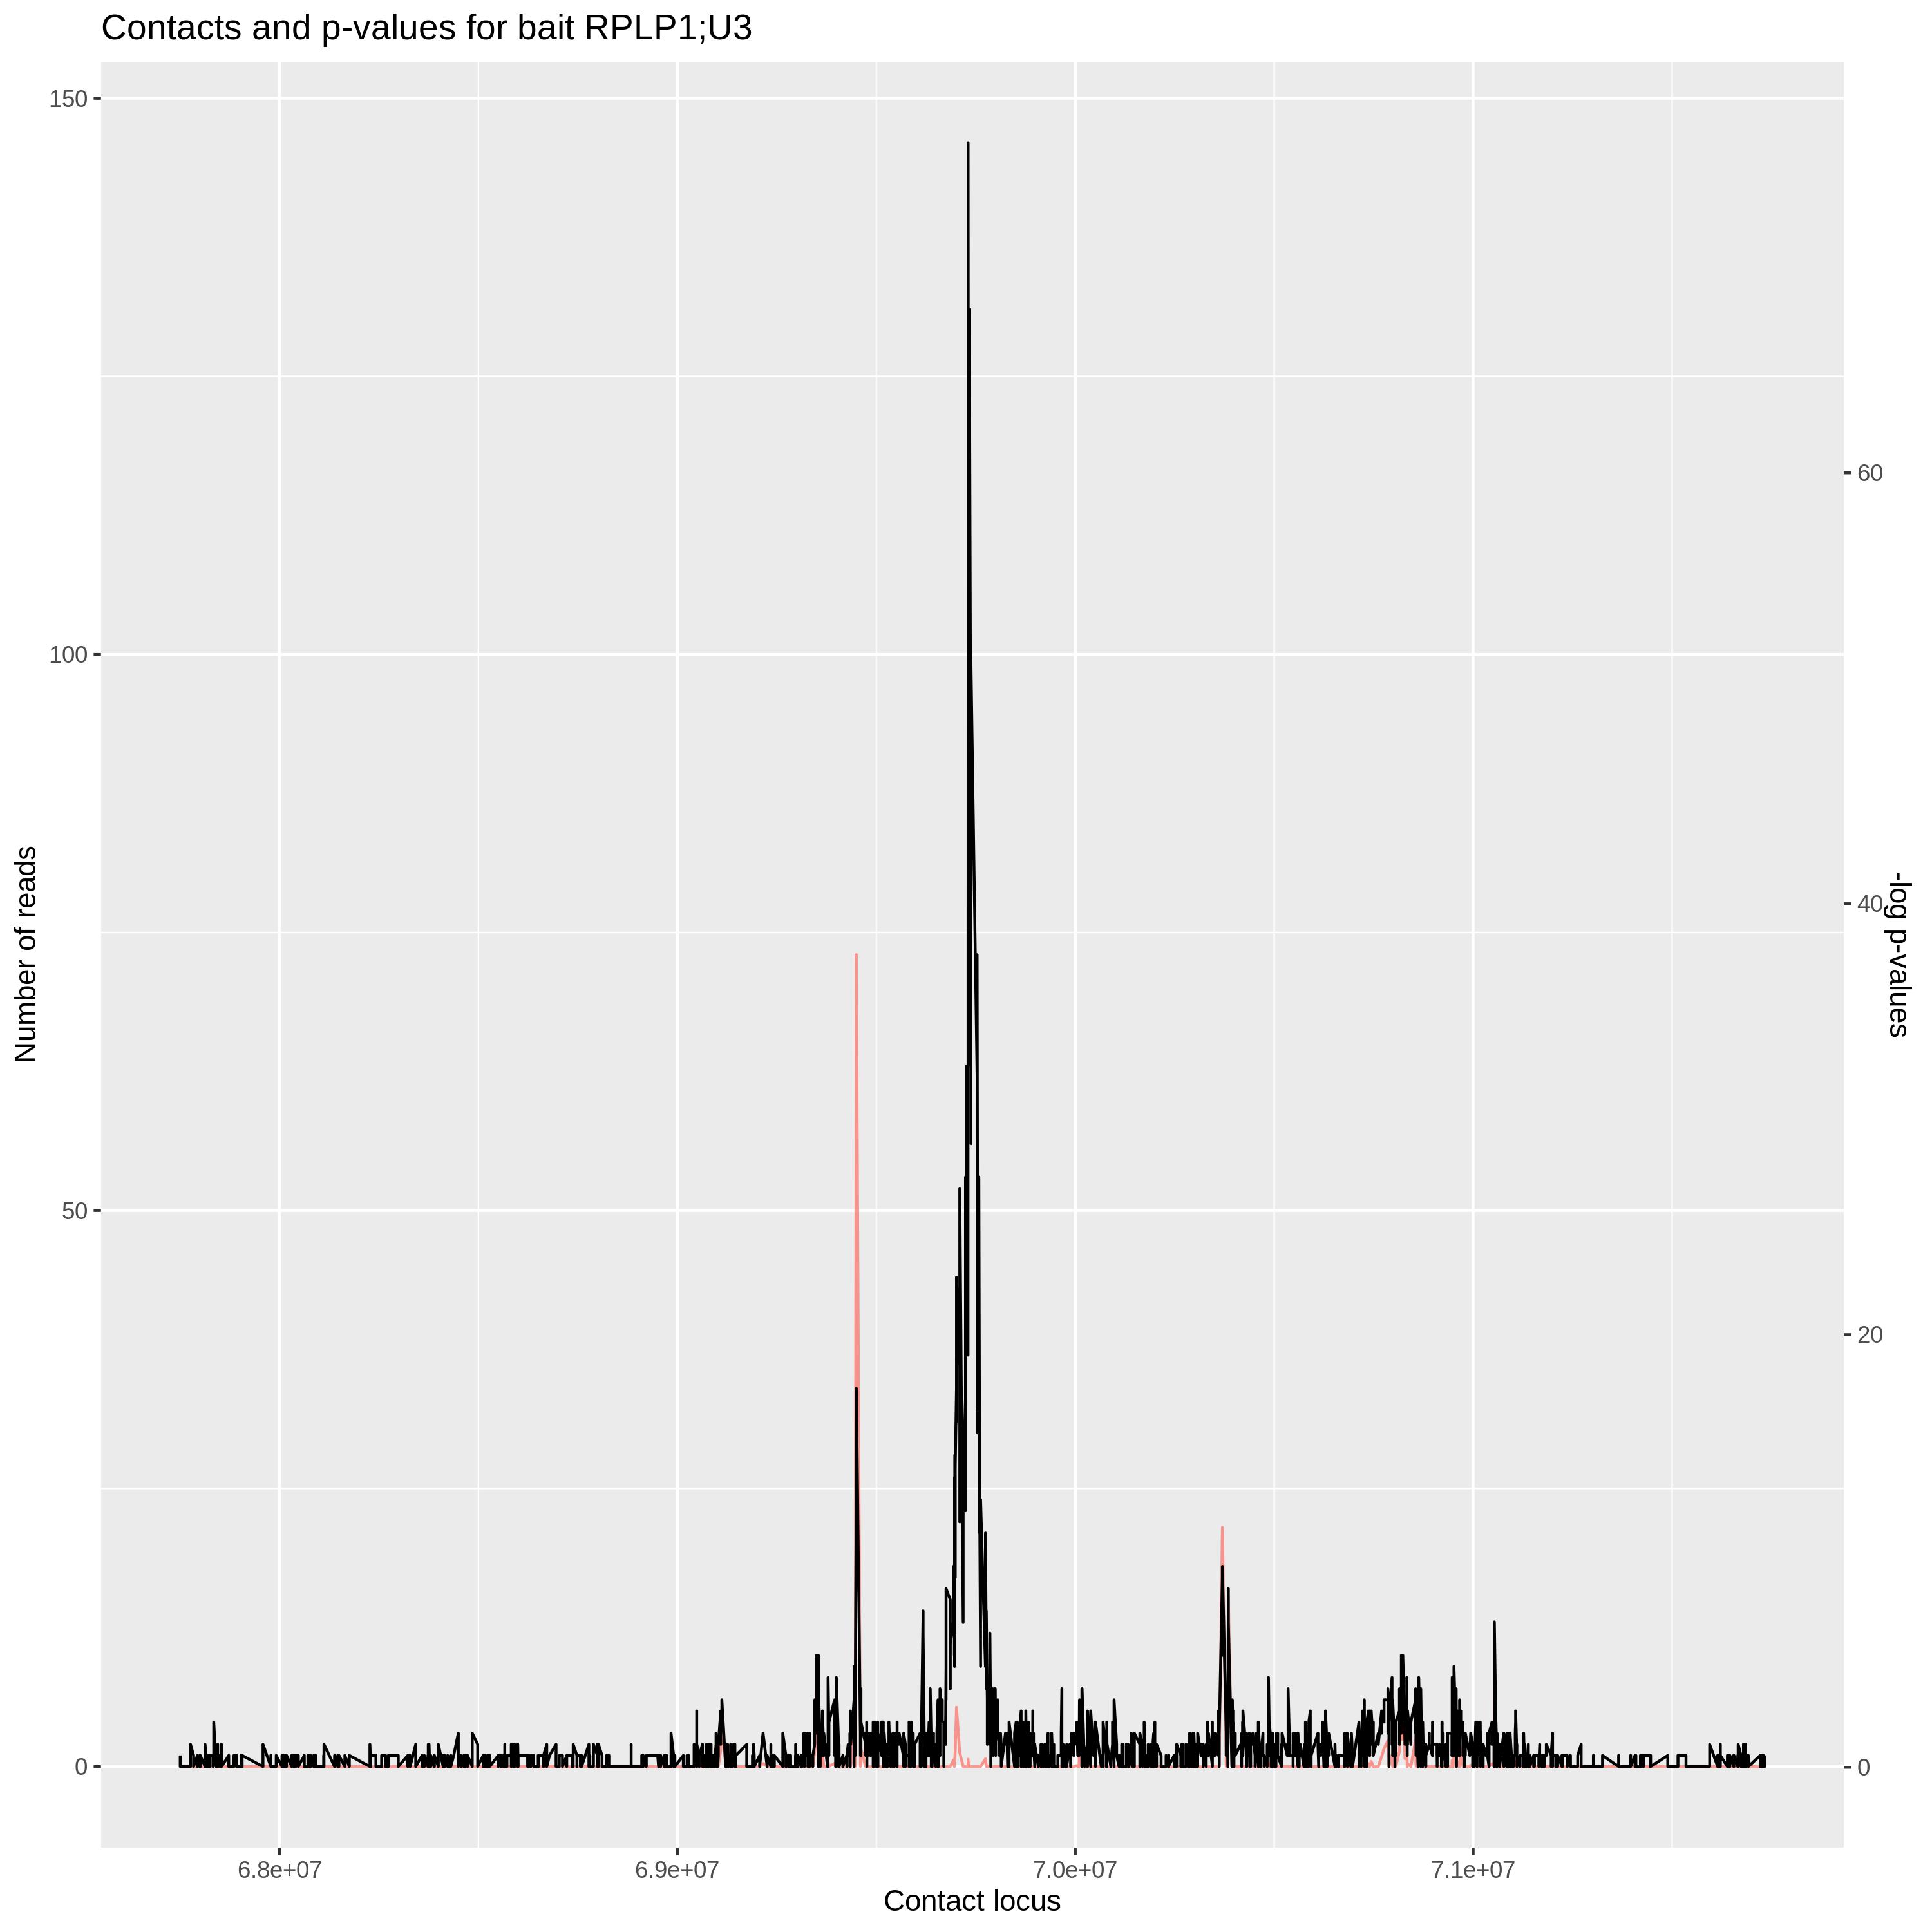 Contacts and p-values for bait RPLP1;U3
150
100
50
0
Number of reads
60
40
20
0
-log p-values
6.8e+07
6.9e+07
7.0e+07
7.1e+07
Contact locus